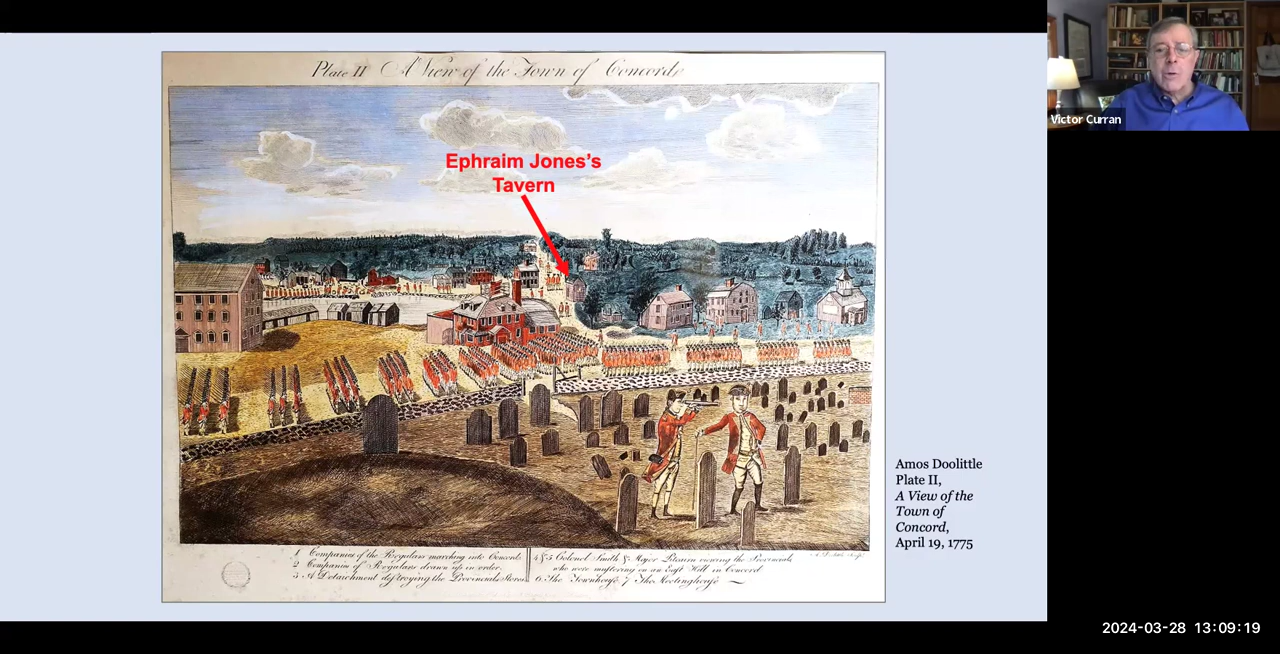 Plate II A View of the Town of Concord
Ephraim Jones's
Tavern
Victor Curran
Amos Doolittle
Plate II,
A View of the
Town of
Concord,
April 19, 1775
1 Companies of the Regulars marching into Concord
2 Companies of Regulars drawn up in order
3 A Detachment destroying the Provincials Stores
4 & 5 Colonel Smith & Major Pitcairn viewing the Provincials
who were mustering on an East Hill in Concord
6 The Townhouse 7 The Meetinghouse
2024-03-28 13:09:19